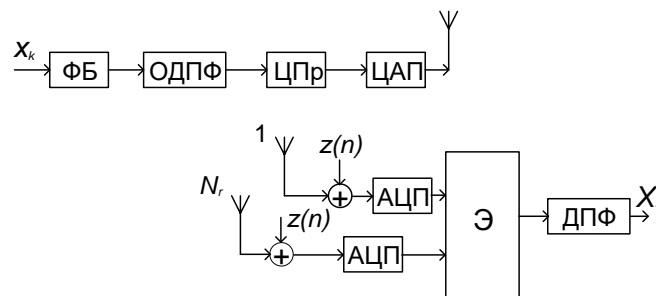 x_k
ФБ
ОДПФ
ЦПр
ЦАП
1
z(n)
АЦП
N_r
z(n)
АЦП
Э
ДПФ
X